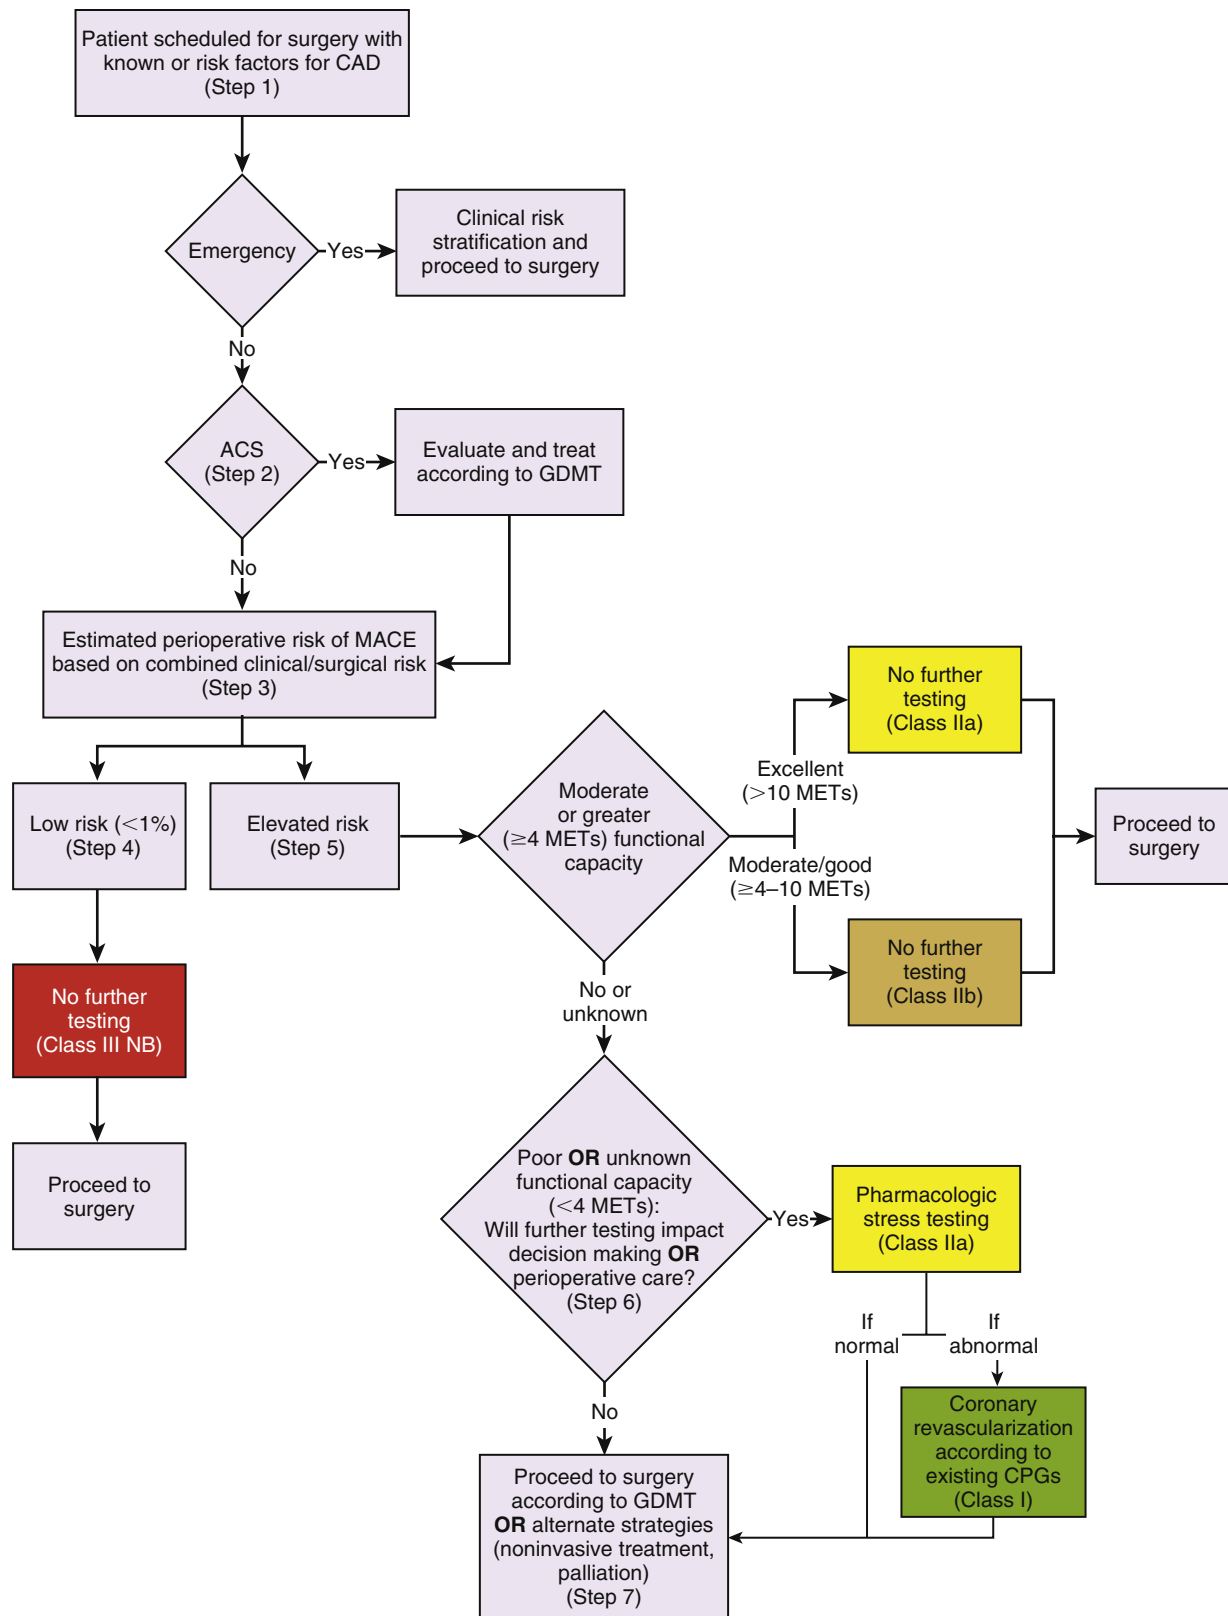 Patient scheduled for surgery with
known or risk factors for CAD
(Step 1)
Emergency
Yes
Clinical risk
stratification and
proceed to surgery
No
ACS
(Step 2)
Yes
Evaluate and treat
according to GDMT
No
Estimated perioperative risk of MACE
based on combined clinical/surgical risk
(Step 3)
Low risk (<1%)
(Step 4)
Elevated risk
(Step 5)
No further
testing
(Class III NB)
Proceed to
surgery
Moderate
or greater
(≥4 METs) functional
capacity
Excellent
(>10 METs)
No further
testing
(Class IIa)
Moderate/good
(≥4–10 METs)
No further
testing
(Class IIb)
Proceed to
surgery
No or
unknown
Poor OR unknown
functional capacity
(<4 METs):
Will further testing impact
decision making OR
perioperative care?
(Step 6)
Yes
Pharmacologic
stress testing
(Class IIa)
If
normal
If
abnormal
Coronary
revascularization
according to
existing CPGs
(Class I)
No
Proceed to surgery
according to GDMT
OR alternate strategies
(noninvasive treatment,
palliation)
(Step 7)